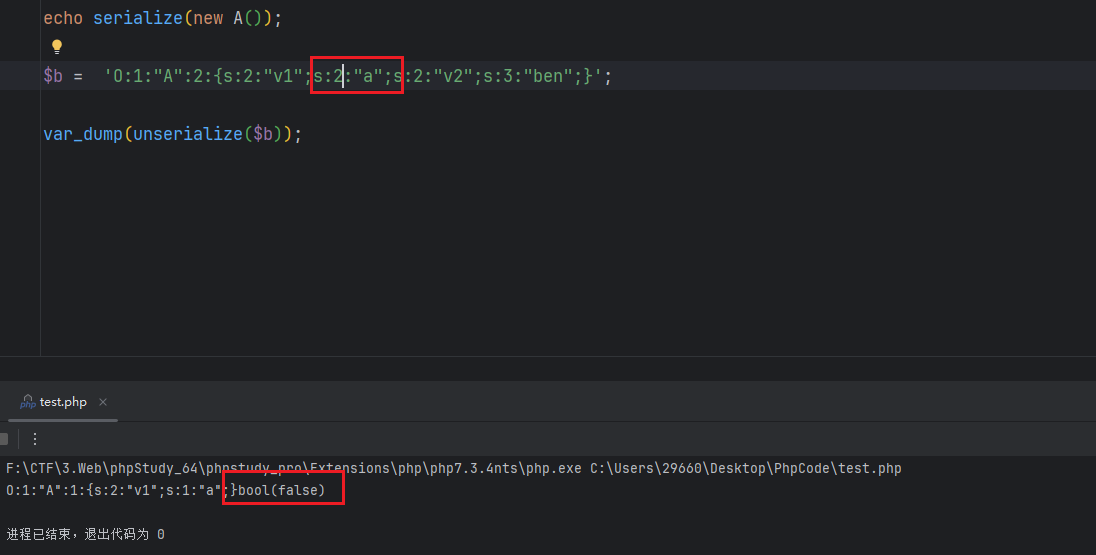 echo serialize(new A());
$b =  'O:1:"A":2:{s:2:"v1";s:2:"a";s:2:"v2";s:3:"ben";}';
var_dump(unserialize($b));
php test.php ×
F:\CTF\3.Web\phpStudy_64\phpstudy_pro\Extensions\php\php7.3.4nts\php.exe C:\Users\29660\Desktop\PhpCode\test.php
O:1:"A":1:{s:2:"v1";s:1:"a";}bool(false)
进程已结束，退出代码为 0